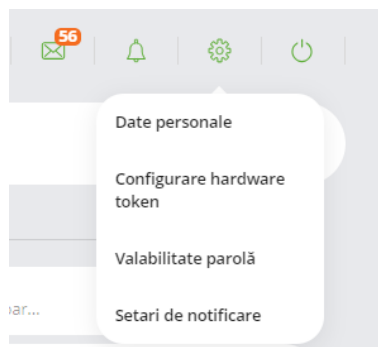 56
Date personale
Configurare hardware
token
Valabilitate parolă
Setari de notificare